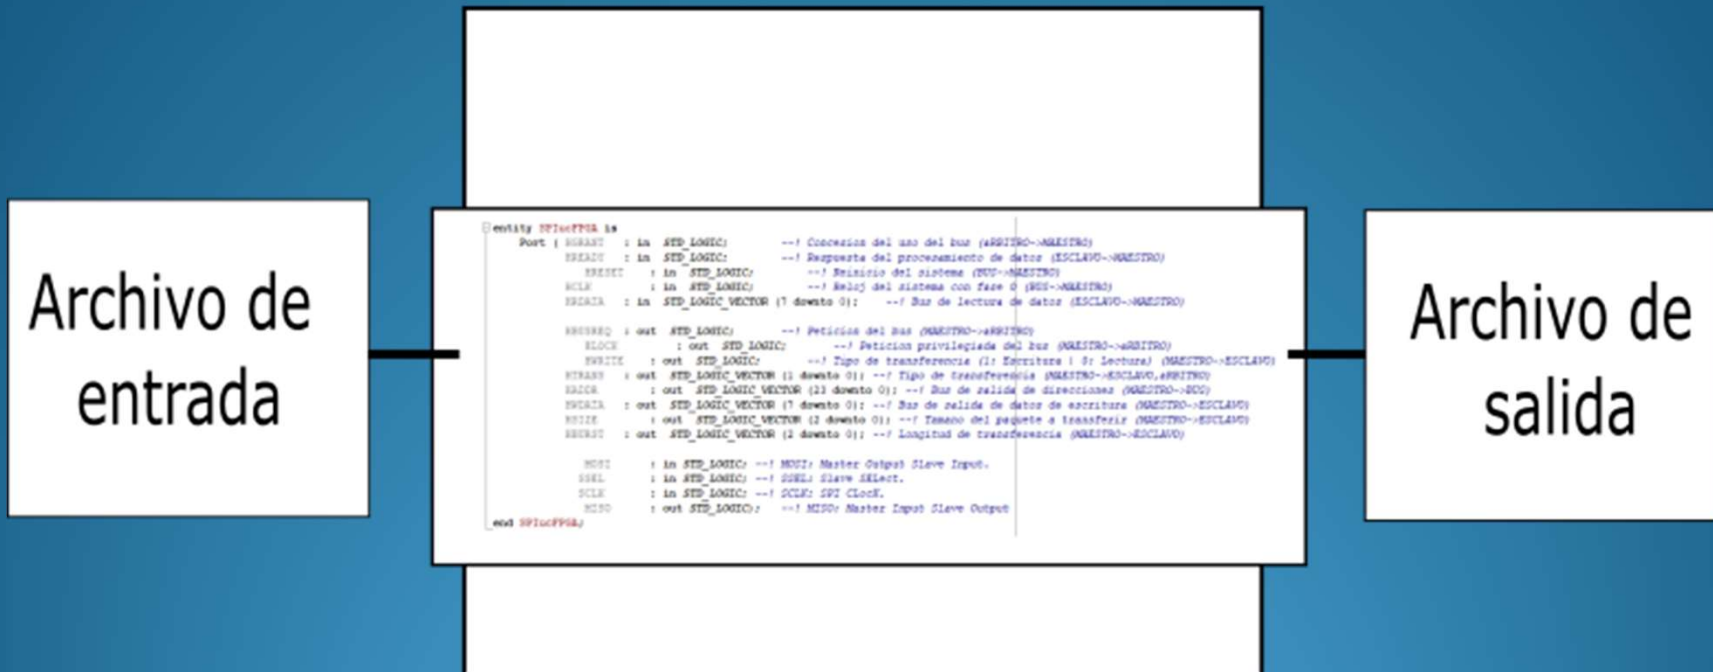 Archivo de
entrada
entity SPIucFPGA is
Port ( HGRANT : in STD_LOGIC; --! Concesion del uso del bus (aRBITRO->MAESTRO)
HREADY : in STD_LOGIC; --! Respuesta del procesamiento de datos (ESCLAVO->MAESTRO)
HRESET : in STD_LOGIC; --! Reinicio del sistema (BUS->MAESTRO)
HCLK : in STD_LOGIC; --! Reloj del sistema con fase 0 (BUS->MAESTRO)
HRDATA : in STD_LOGIC_VECTOR (7 downto 0); --! Bus de lectura de datos (ESCLAVO->MAESTRO)
HBUSREQ : out STD_LOGIC; --! Peticion del bus (MAESTRO->aRBITRO)
HLOCK : out STD_LOGIC; --! Peticion privilegiada del bus (MAESTRO->aRBITRO)
HWRITE : out STD_LOGIC; --! Tipo de transferencia (1: Escritura | 0: Lectura) (MAESTRO->ESCLAVO)
HTRANS : out STD_LOGIC_VECTOR (1 downto 0); --! Tipo de transferencia (MAESTRO->ESCLAVO,aRBITRO)
HADDR : out STD_LOGIC_VECTOR (23 downto 0); --! Bus de salida de direcciones (MAESTRO->BUS)
HWDATA : out STD_LOGIC_VECTOR (7 downto 0); --! Bus de salida de datos de escritura (MAESTRO->ESCLAVO)
HSIZE : out STD_LOGIC_VECTOR (2 downto 0); --! Tamano del paquete a transferir (MAESTRO->ESCLAVO)
HBURST : out STD_LOGIC_VECTOR (2 downto 0); --! Longitud de transferencia (MAESTRO->ESCLAVO)
MOSI : in STD_LOGIC; --! MOSI: Master Output Slave Input.
SSEL : in STD_LOGIC; --! SSEL: Slave SELect.
SCLK : in STD_LOGIC; --! SCLK: SPI CLocK.
MISO : out STD_LOGIC); --! MISO: Master Input Slave Output
end SPIucFPGA;
Archivo de
salida